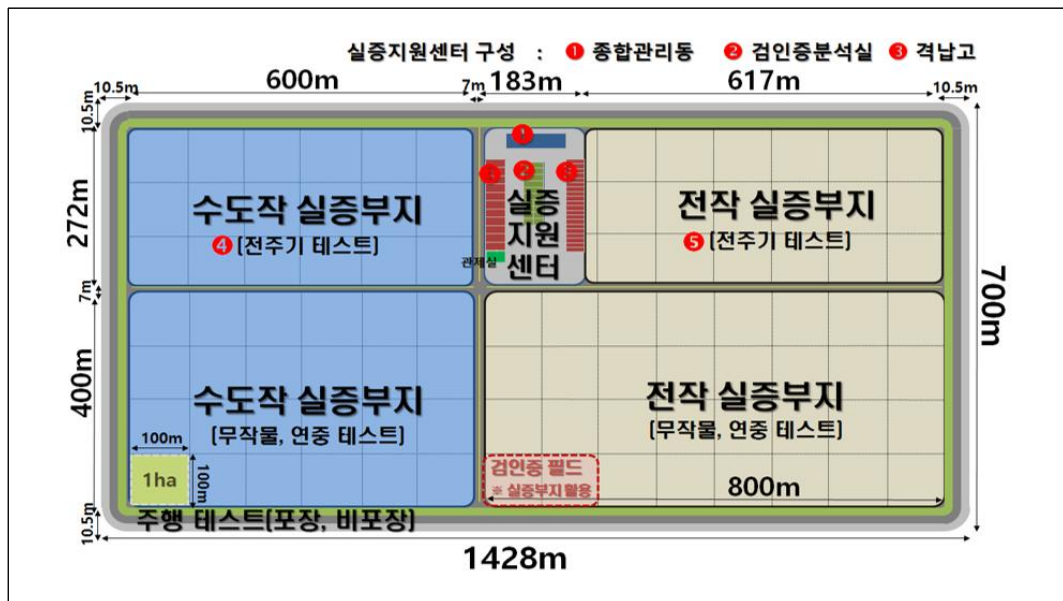 실증지원센터 구성 : ❶ 종합관리동 ❷ 검인증분석실 ❸ 격납고
10.5m 600m 7m 183m 617m 10.5m
10.5m
272m
7m
400m
10.5m
수도작 실증부지
❹ [전주기 테스트]
❶
❷
❸
실증
지원
센터
관제실
전작 실증부지
❺ [전주기 테스트]
700m
수도작 실증부지
[무작물, 연중 테스트]
100m
1ha
100m
주행 테스트[포장, 비포장]
전작 실증부지
[무작물, 연중 테스트]
검인증 필드
※ 실증부지 활용
800m
1428m